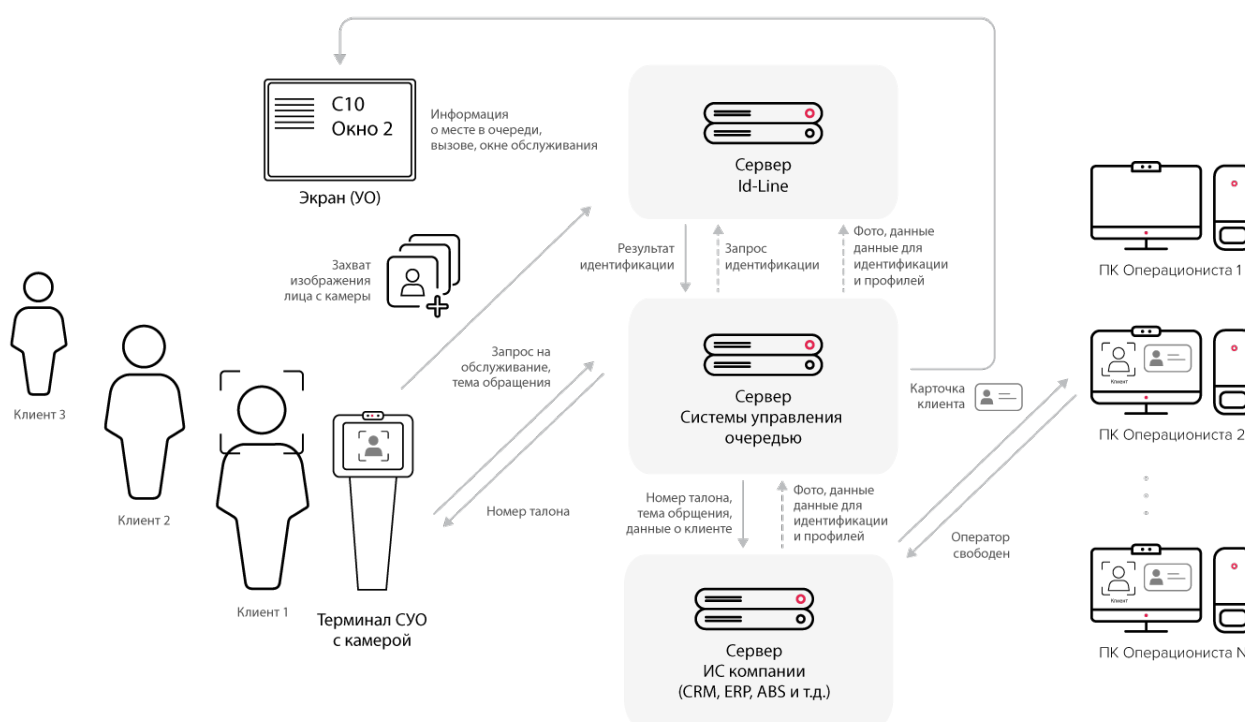 С10
Окно 2
Экран (УО)
Информация
о месте в очереди,
вызове, окне обслуживания
Захват
изображения
лица с камеры
Сервер
Id-Line
Результат
идентификации
Запрос
идентификации
Фото, данные
данные для
идентификации
и профилей
ПК Операциониста 1
Клиент 3
Клиент 2
Клиент 1
Терминал СУО
с камерой
Запрос на
обслуживание,
тема обращения
Номер талона
Сервер
Системы управления
очередью
Карточка
клиента
Клиент
ПК Операциониста 2
Номер талона,
тема обрщения,
данные о клиенте
Фото, данные
данные для
идентификации
и профилей
Оператор
свободен
Клиент
ПК Операциониста N
Сервер
ИС компании
(CRM, ERP, ABS и т.д.)